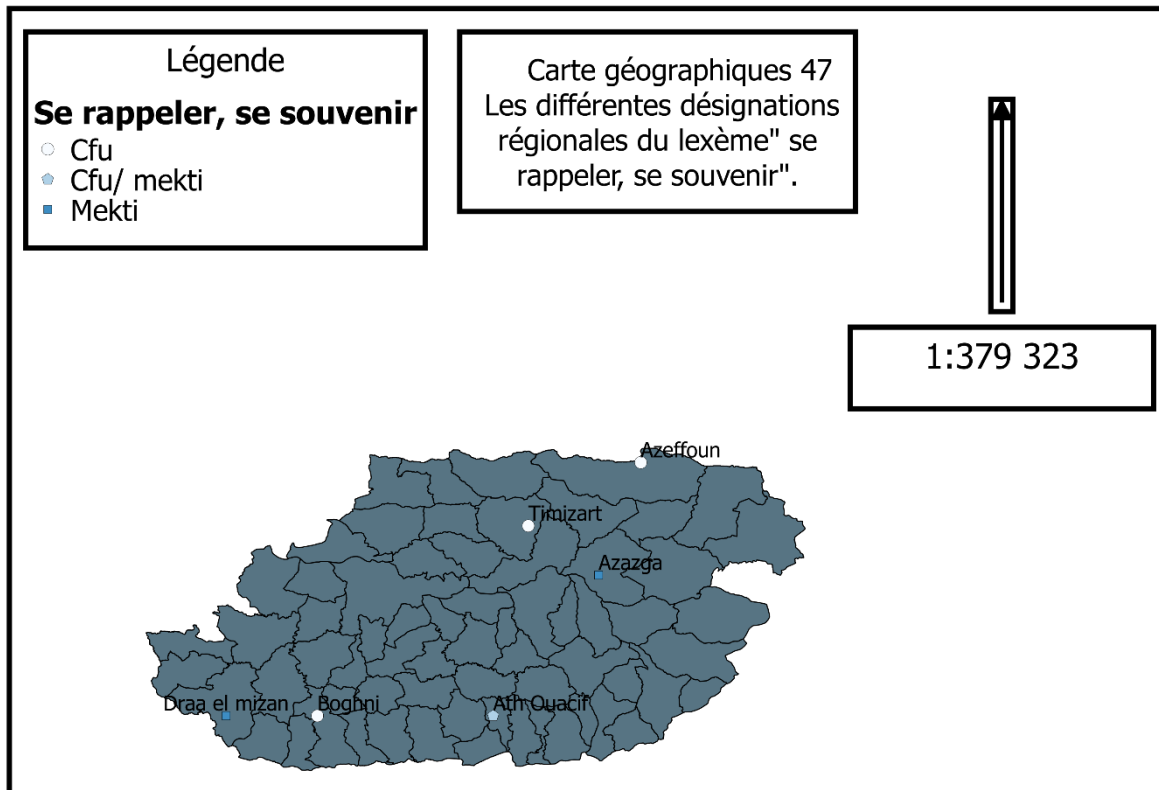 Légende
Se rappeler, se souvenir
Cfu
Cfu/ mekti
Mekti
Carte géographiques 47
Les différentes désignations
régionales du lexème" se
rappeler, se souvenir".
1:379 323
Azeffoun
Timizart
Azazga
Draa el mizan
Boghni
Ath Ouacif